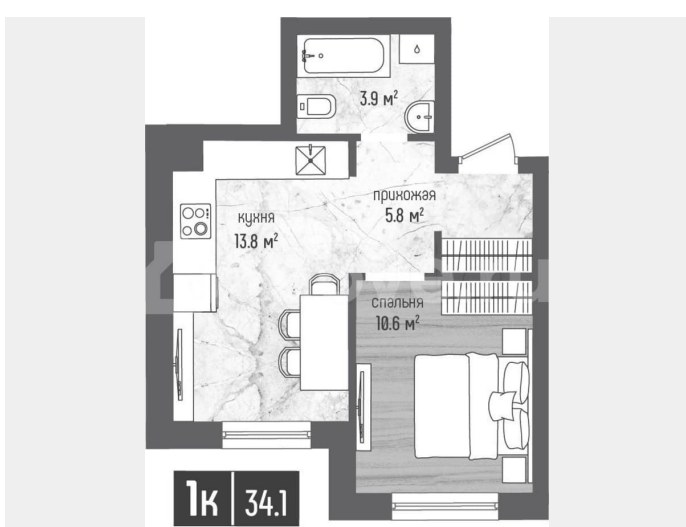 3.9 м²
прихожая
5.8 м²
кухня
13.8 м²
спальня
10.6 м²
1к 34.1